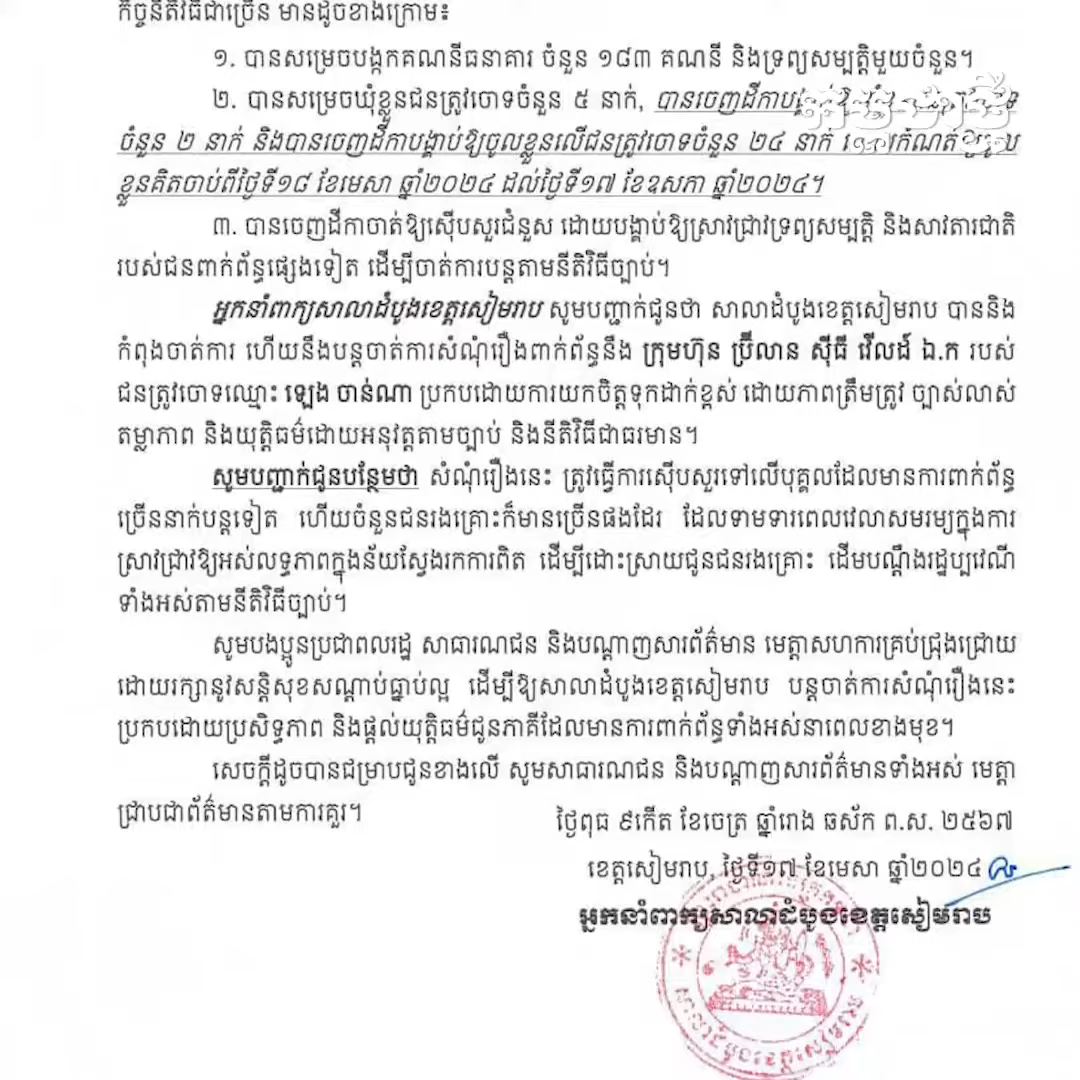 កិច្ចនីតិវិធីជាច្រើន មានដូចខាងក្រោម៖
១. បានសម្រេចបង្កកគណនីធនាគារ ចំនួន ១៨៣ គណនី និងទ្រព្យសម្បត្តិមួយចំនួន។
២. បានសម្រេចឃុំខ្លួនជនត្រូវចោទចំនួន ៥ នាក់, បានចេញដីកាបង្គាប់ឱ្យ
ចំនួន ២ នាក់ និងបានចេញដីកាបង្គាប់ឱ្យចូលខ្លួនលើជនត្រូវចោទចំនួន ២៤ នាក់ កំណត់ឱ្យចូល
ខ្លួនគិតចាប់ពីថ្ងៃទី១៨ ខែមេសា ឆ្នាំ២០២៤ ដល់ថ្ងៃទី១៧ ខែឧសភា ឆ្នាំ២០២៤។
៣. បានចេញដីកាចាត់ឱ្យស៊ើបសួរជំនួស ដោយបង្គាប់ឱ្យស្រាវជ្រាវទ្រព្យសម្បត្តិ និងសាវតារជាតិ
របស់ជនពាក់ព័ន្ធផ្សេងទៀត ដើម្បីចាត់ការបន្តតាមនីតិវិធីច្បាប់។
អ្នកនាំពាក្យសាលាដំបូងខេត្តសៀមរាប សូមបញ្ជាក់ជូនថា សាលាដំបូងខេត្តសៀមរាប បាននិង
កំពុងចាត់ការ ហើយនឹងបន្តចាត់ការសំណុំរឿងពាក់ព័ន្ធនឹង ក្រុមហ៊ុន ប្រ៊ីលាន ស៊ីធី វើលដ៍ ឯ.ក របស់
ជនត្រូវចោទឈ្មោះ ឡេង ចាន់ណា ប្រកបដោយការយកចិត្តទុកដាក់ខ្ពស់ ដោយភាពត្រឹមត្រូវ ច្បាស់លាស់
តម្លាភាព និងយុត្តិធម៌ដោយអនុវត្តតាមច្បាប់ និងនីតិវិធីជាធរមាន។
សូមបញ្ជាក់ជូនបន្ថែមថា សំណុំរឿងនេះ ត្រូវធ្វើការស៊ើបសួរទៅលើបុគ្គលដែលមានការពាក់ព័ន្ធ
ច្រើននាក់បន្តទៀត ហើយចំនួនជនរងគ្រោះក៏មានច្រើនផងដែរ ដែលទាមទារពេលវេលាសមរម្យក្នុងការ
ស្រាវជ្រាវឱ្យអស់លទ្ធភាពក្នុងន័យស្វែងរកការពិត ដើម្បីដោះស្រាយជូនជនរងគ្រោះ ដើមបណ្តឹងរដ្ឋប្បវេណី
ទាំងអស់តាមនីតិវិធីច្បាប់។
សូមបងប្អូនប្រជាពលរដ្ឋ សាធារណជន និងបណ្តាញសារព័ត៌មាន មេត្តាសហការគ្រប់ជ្រុងជ្រោយ
ដោយរក្សានូវសន្តិសុខសណ្តាប់ធ្នាប់ល្អ ដើម្បីឱ្យសាលាដំបូងខេត្តសៀមរាប បន្តចាត់ការសំណុំរឿងនេះ
ប្រកបដោយប្រសិទ្ធភាព និងផ្តល់យុត្តិធម៌ជូនភាគីដែលមានការពាក់ព័ន្ធទាំងអស់នាពេលខាងមុខ។
សេចក្តីដូចបានជម្រាបជូនខាងលើ សូមសាធារណជន និងបណ្តាញសារព័ត៌មានទាំងអស់ មេត្តា
ជ្រាបជាព័ត៌មានតាមការគួរ។
ថ្ងៃពុធ ៩កើត ខែចេត្រ ឆ្នាំរោង ឆស័ក ព.ស. ២៥៦៧
ខេត្តសៀមរាប, ថ្ងៃទី១៧ ខែមេសា ឆ្នាំ២០២៤
អ្នកនាំពាក្យសាលាដំបូងខេត្តសៀមរាប
សាលាដំបូងខេត្តសៀមរាប